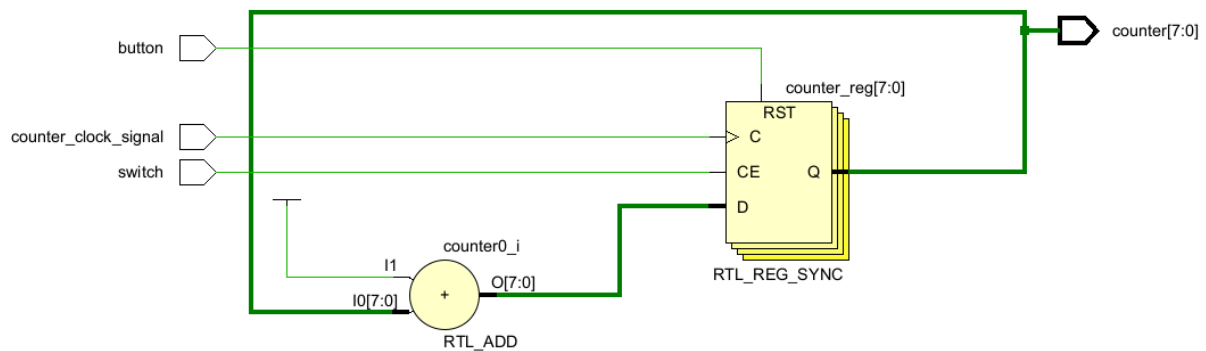 counter[7:0]
button
counter_reg[7:0]
RST
counter_clock_signal
C
switch
CE
Q
D
counter0_i
I1
RTL_REG_SYNC
O[7:0]
I0[7:0]
+
RTL_ADD